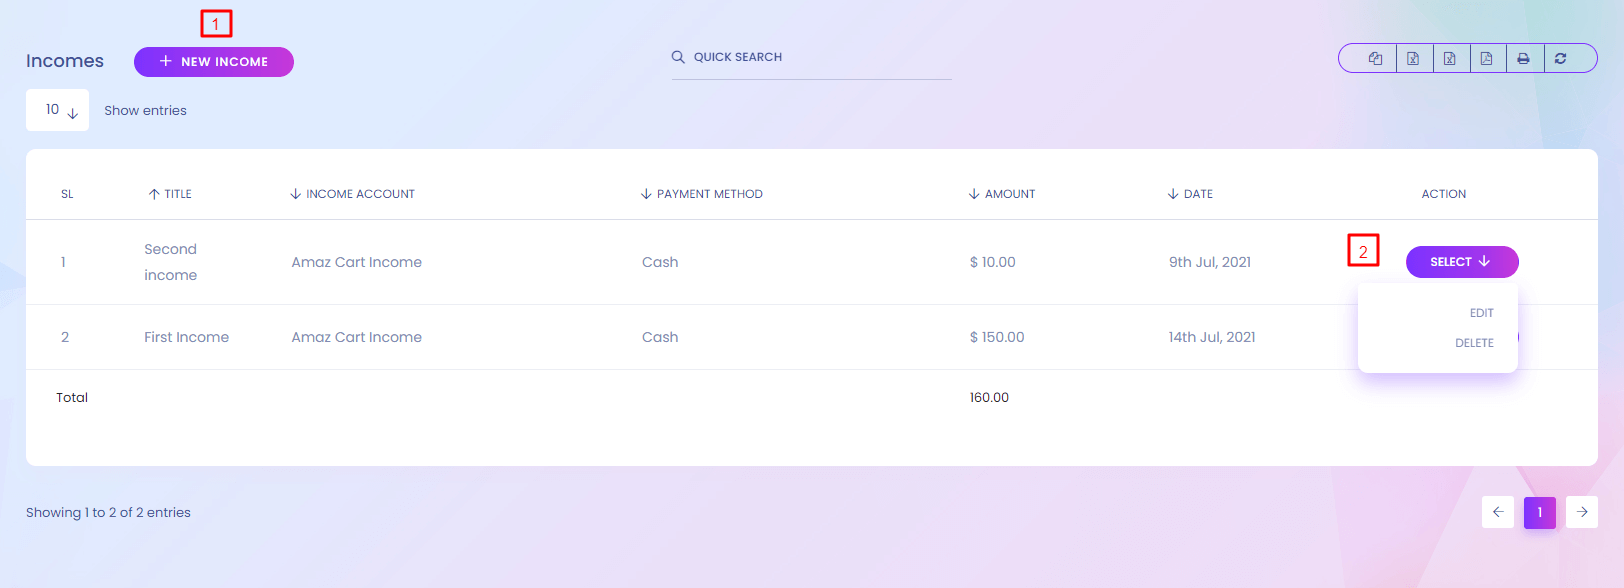 1
Incomes
+ NEW INCOME
QUICK SEARCH
10
Show entries
SL TITLE INCOME ACCOUNT PAYMENT METHOD AMOUNT DATE ACTION
1 Second income Amaz Cart Income Cash $ 10.00 9th Jul, 2021 2 SELECT
EDIT
DELETE
2 First Income Amaz Cart Income Cash $ 150.00 14th Jul, 2021
Total 160.00
Showing 1 to 2 of 2 entries
1